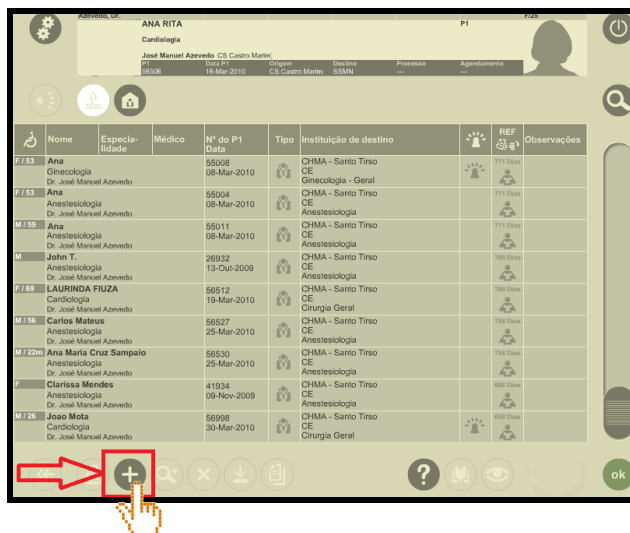 Azevedo, Dr.
F/25
ANA RITA
P1
Cardiologia
José Manuel Azevedo CS Castro Marim
P1 Data P1 Origem Destino Processo Agendamento
56506 16-Mar-2010 CS Castro Marim SSMN --- ---
Nome Especia-lidade Médico Nº do P1 Data Tipo Instituição de destino REF Observações
F / 53 Ana 55008 CHMA - Santo Tirso 771 Dias
Ginecologia 08-Mar-2010 CE
Dr. José Manuel Azevedo Ginecologia - Geral
F / 53 Ana 55004 CHMA - Santo Tirso 771 Dias
Anestesiologia 08-Mar-2010 CE
Dr. José Manuel Azevedo Anestesiologia
M / 59 Ana 55011 CHMA - Santo Tirso 771 Dias
Anestesiologia 08-Mar-2010 CE
Dr. José Manuel Azevedo Anestesiologia
M John T. 26932 CHMA - Santo Tirso 760 Dias
Anestesiologia 13-Out-2009 CE
Dr. José Manuel Azevedo Anestesiologia
F / 69 LAURINDA FIUZA 56512 CHMA - Santo Tirso 760 Dias
Cardiologia 19-Mar-2010 CE
Dr. José Manuel Azevedo Cirurgia Geral
M / 56 Carlos Mateus 56527 CHMA - Santo Tirso 754 Dias
Anestesiologia 25-Mar-2010 CE
Dr. José Manuel Azevedo Anestesiologia
M / 22m Ana Maria Cruz Sampaio 56530 CHMA - Santo Tirso 754 Dias
Anestesiologia 25-Mar-2010 CE
Dr. José Manuel Azevedo Anestesiologia
F Clarissa Mendes 41934 CHMA - Santo Tirso Dias
Anestesiologia 09-Nov-2009 CE
Dr. José Manuel Azevedo Anestesiologia
M / 26 Joao Mota 56998 CHMA - Santo Tirso Dias
Cardiologia 30-Mar-2010 CE
Dr. José Manuel Azevedo Cirurgia Geral
ok